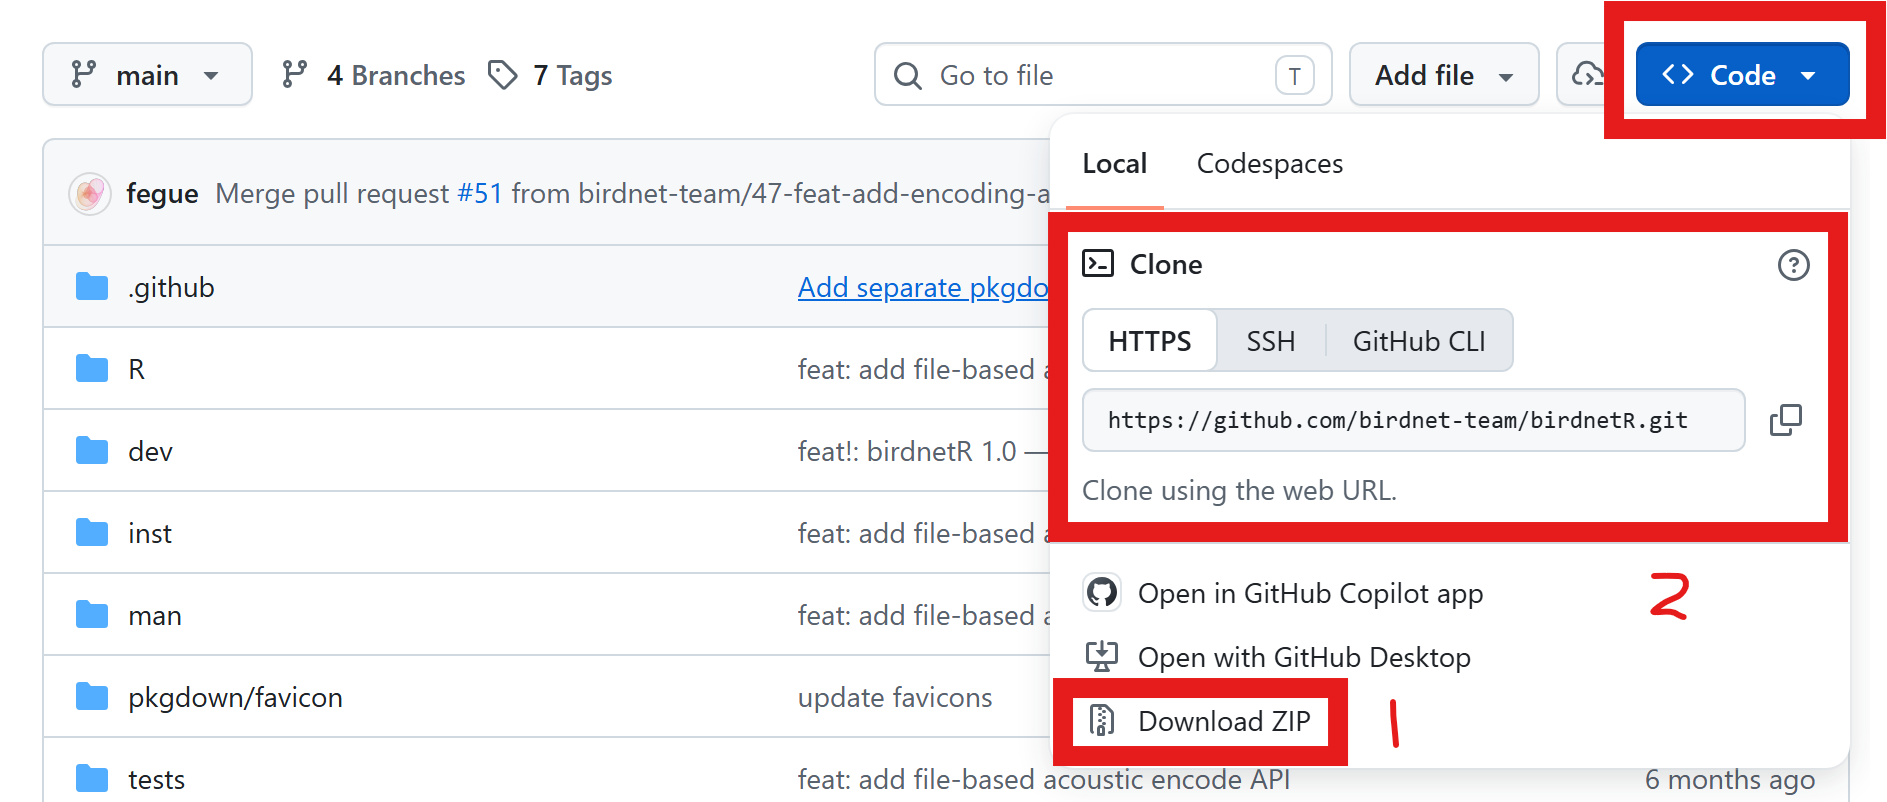 main 4 Branches 7 Tags Go to file T Add file Code
Local Codespaces
fegue Merge pull request #51 from birdnet-team/47-feat-add-encoding-a
Clone
.github Add separate pkgdo
HTTPS SSH GitHub CLI
R feat: add file-based a
https://github.com/birdnet-team/birdnetR.git
dev feat!: birdnetR 1.0 —
Clone using the web URL.
inst feat: add file-based a
Open in GitHub Copilot app 2
man feat: add file-based a
Open with GitHub Desktop
pkgdown/favicon update favicons
Download ZIP 1
tests feat: add file-based acoustic encode API 6 months ago